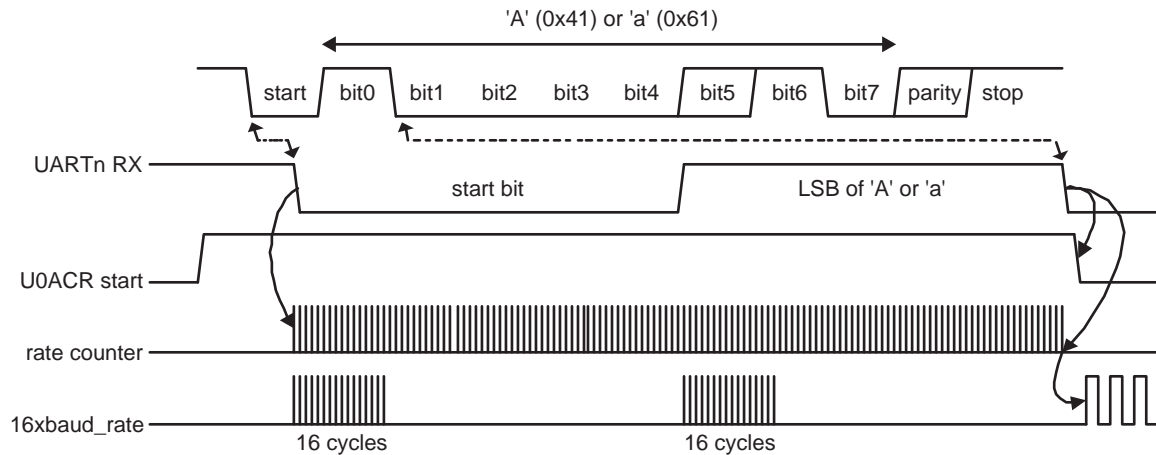 'A' (0x41) or 'a' (0x61)
start bit0 bit1 bit2 bit3 bit4 bit5 bit6 bit7 parity stop
UARTn RX
start bit LSB of 'A' or 'a'
U0ACR start
rate counter
16xbaud_rate
16 cycles 16 cycles